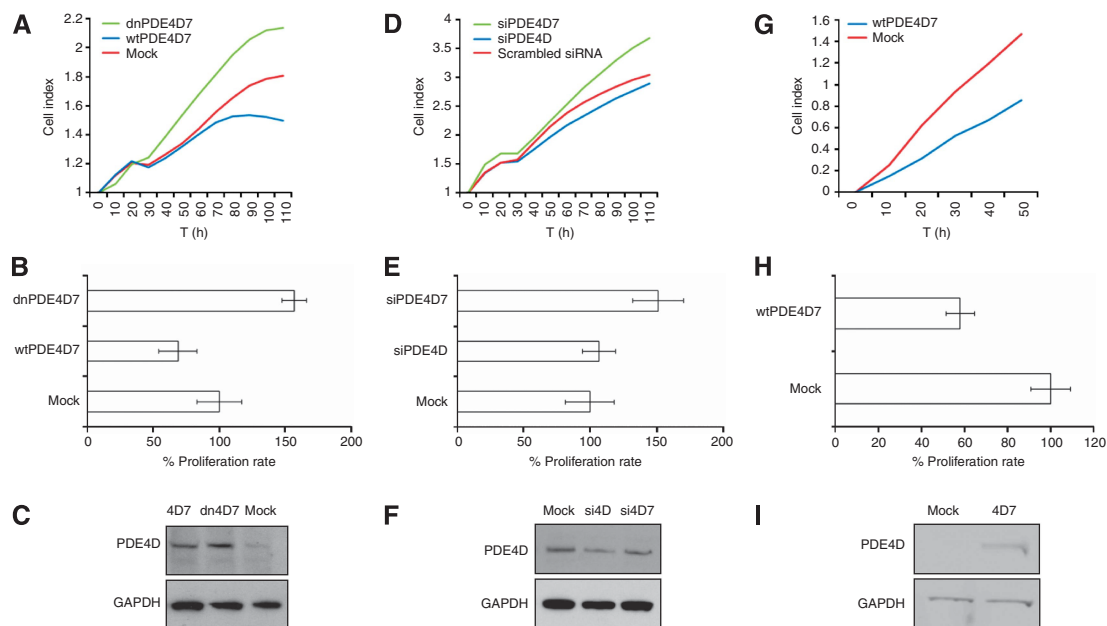 A
dnPDE4D7
wtPDE4D7
Mock
2.2
2
1.8
1.6
1.4
1.2
1
Cell index
0 10 20 30 40 50 60 70 80 90 100 110
T (h)
D
siPDE4D7
siPDE4D
Scrambled siRNA
4
3.5
3
2.5
2
1.5
1
Cell index
0 10 20 30 40 50 60 70 80 90 100 110
T (h)
G
wtPDE4D7
Mock
1.6
1.4
1.2
1
0.8
0.6
0.4
0.2
0
Cell index
0 10 20 30 40 50
T (h)
B
dnPDE4D7
wtPDE4D7
Mock
0 50 100 150 200
% Proliferation rate
E
siPDE4D7
siPDE4D
Mock
0 50 100 150 200
% Proliferation rate
H
wtPDE4D7
Mock
0 20 40 60 80 100 120
% Proliferation rate
C
4D7 dn4D7 Mock
PDE4D
GAPDH
F
Mock si4D si4D7
PDE4D
GAPDH
I
Mock 4D7
PDE4D
GAPDH